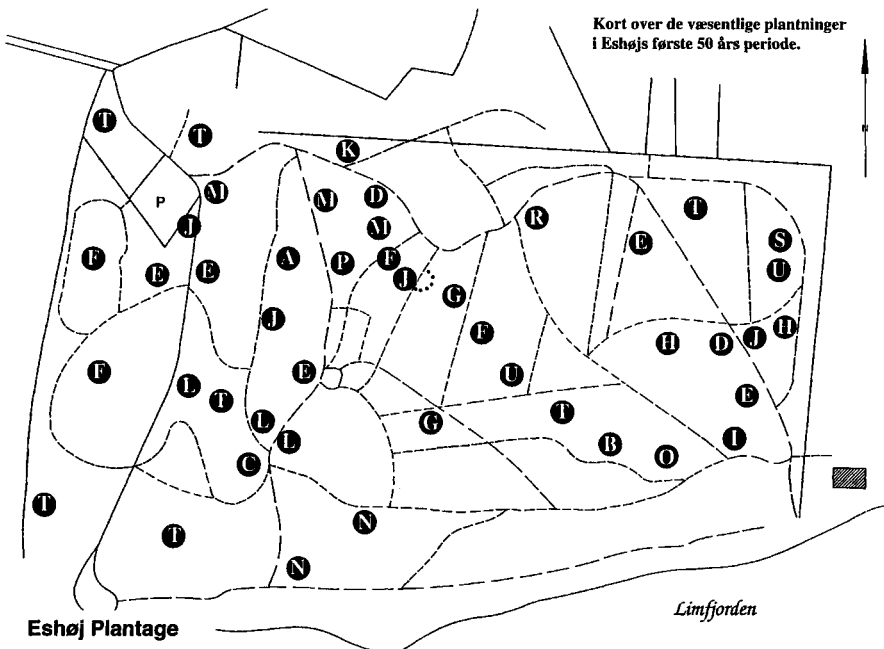 Kort over de væsentlige plantninger
i Eshøjs første 50 års periode.
N
T
T
K
M
M
D
P
J
M
R
T
F
E
E
A
P
F
J
E
S
U
G
J
F
H
D
J
H
F
E
U
L
T
E
L
G
T
L
B
O
I
C
T
N
T
N
Limfjorden
Eshøj Plantage